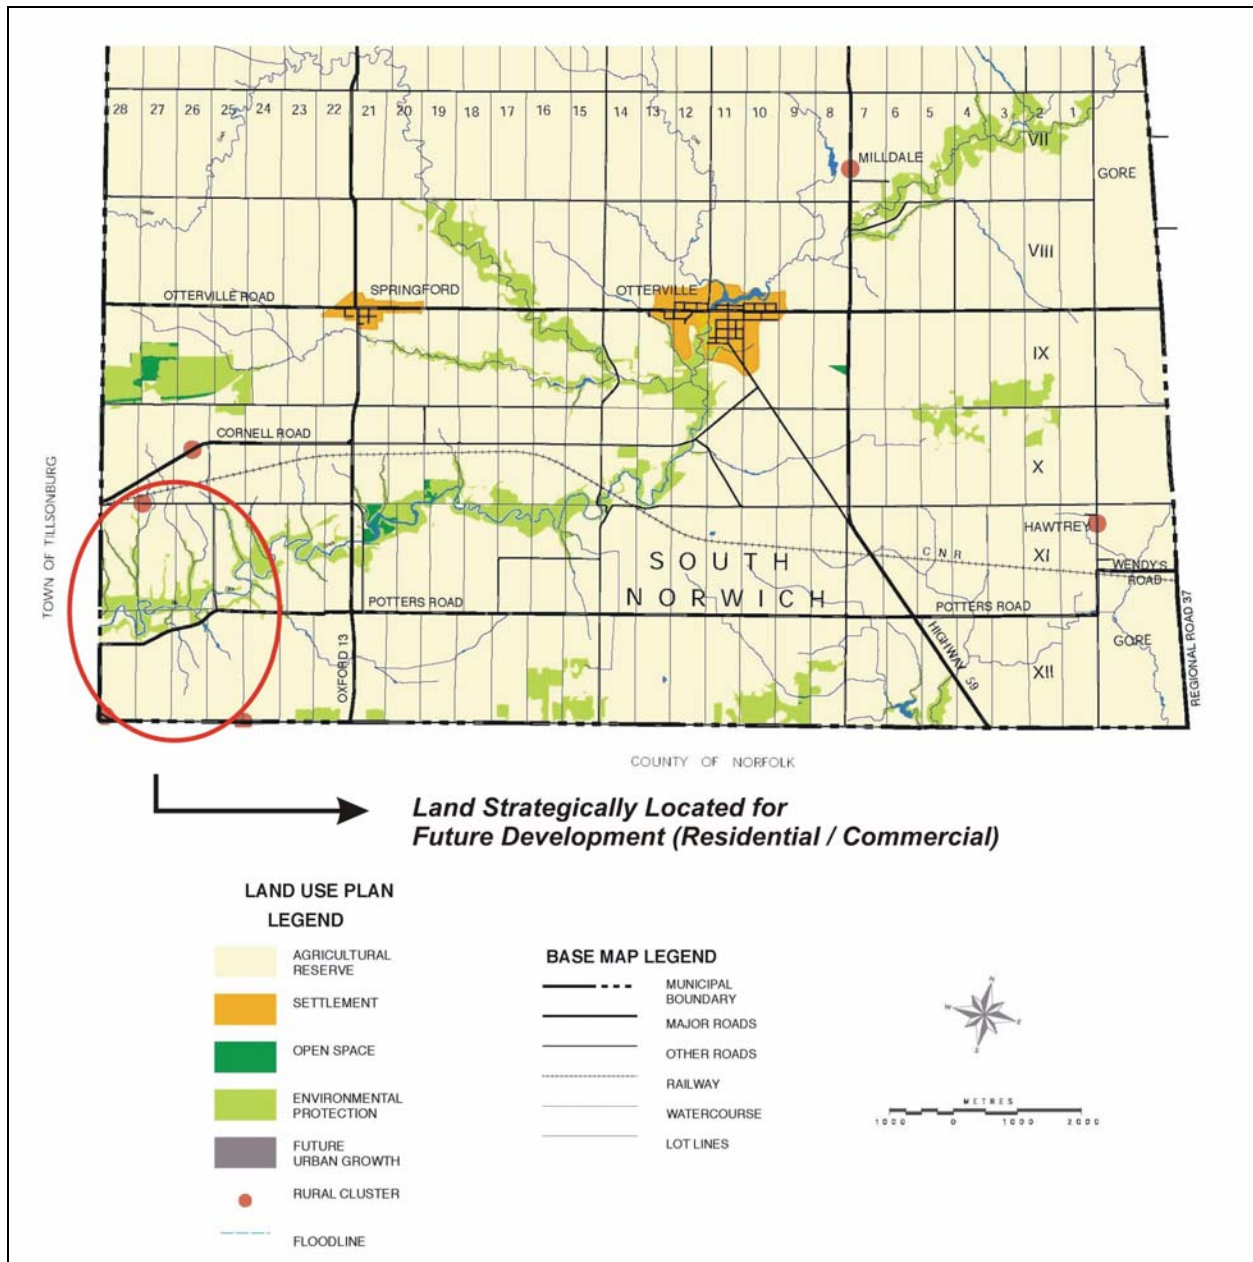 28 27 26 25 24 23 22 21 20 19 18 17 16 15 14 13 12 11 10 9 8 7 6 5 4 3 2 1
VII
MILLDALE
GORE
VIII
OTTERVILLE ROAD
SPRINGFORD
OTTERVILLE
IX
CORNELL ROAD
X
TOWN OF TILLSONBURG
HAWTREY
CNR
XI
SOUTH
NORWICH
WENDY'S
ROAD
POTTERS ROAD
POTTERS ROAD
OXFORD 13
HIGHWAY 59
GORE
XII
REGIONAL ROAD 37
COUNTY OF NORFOLK
Land Strategically Located for
Future Development (Residential / Commercial)
LAND USE PLAN
LEGEND
AGRICULTURAL
RESERVE
SETTLEMENT
OPEN SPACE
ENVIRONMENTAL
PROTECTION
FUTURE
URBAN GROWTH
RURAL CLUSTER
FLOODLINE
BASE MAP LEGEND
MUNICIPAL
BOUNDARY
MAJOR ROADS
OTHER ROADS
RAILWAY
WATERCOURSE
LOT LINES
N
W
E
S
METRES
1000 0 1000 2000